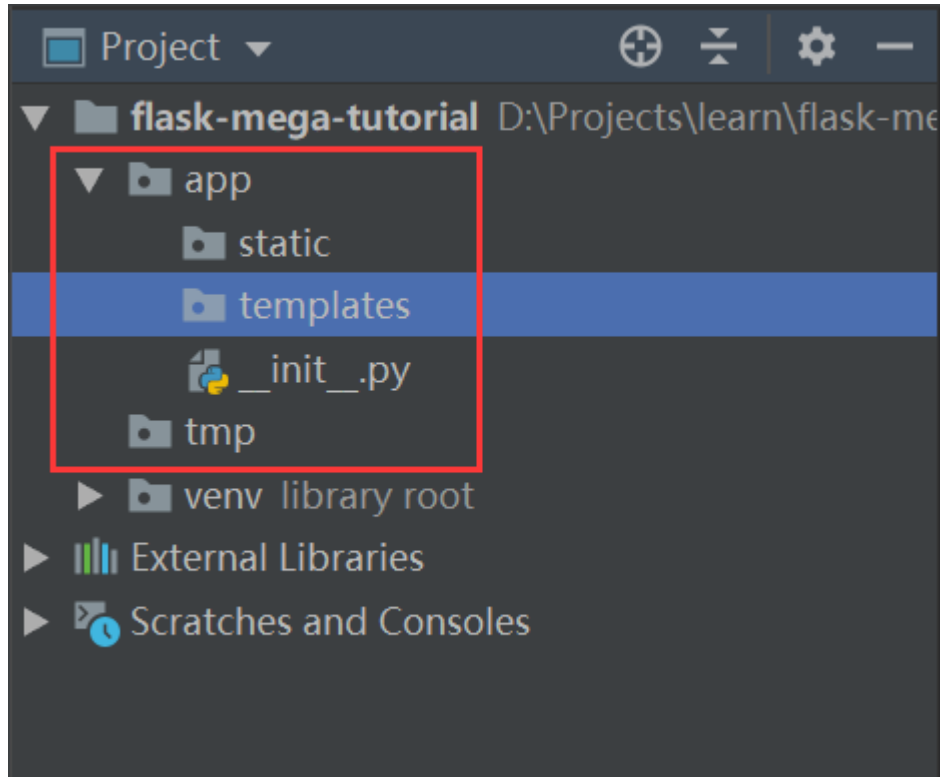 Project
flask-mega-tutorial D:\Projects\learn\flask-me
app
static
templates
__init__.py
tmp
venv library root
External Libraries
Scratches and Consoles